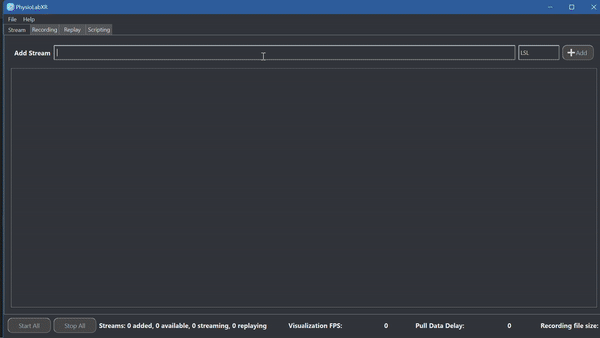 PhysioLabXR
File Help
Stream Recording Replay Scripting
Add Stream LSL Add
Start All Stop All Streams: 0 added, 0 available, 0 streaming, 0 replaying Visualization FPS: 0 Pull Data Delay: 0 Recording file size: